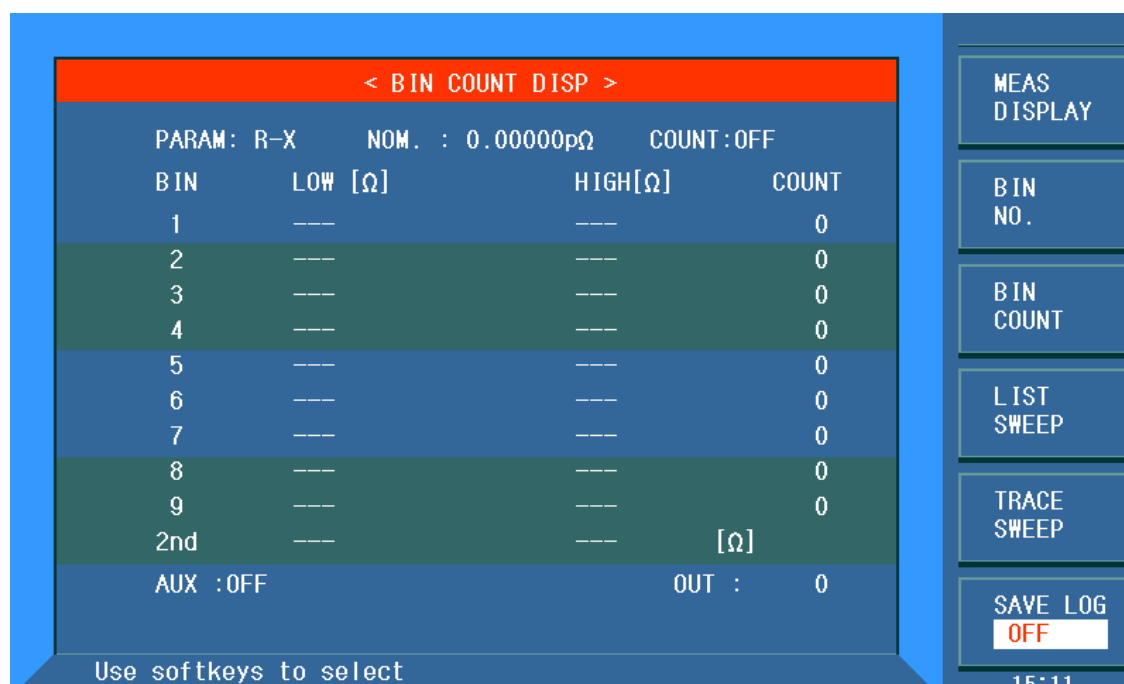 < BIN COUNT DISP >
PARAM: R-X NOM. : 0.00000pΩ COUNT:OFF
BIN LOW [Ω] HIGH[Ω] COUNT
1 --- --- 0
2 --- --- 0
3 --- --- 0
4 --- --- 0
5 --- --- 0
6 --- --- 0
7 --- --- 0
8 --- --- 0
9 --- --- 0
2nd --- --- [Ω]
AUX :OFF OUT : 0
Use softkeys to select
MEAS
DISPLAY
BIN
NO.
BIN
COUNT
LIST
SWEEP
TRACE
SWEEP
SAVE LOG
OFF
15:11